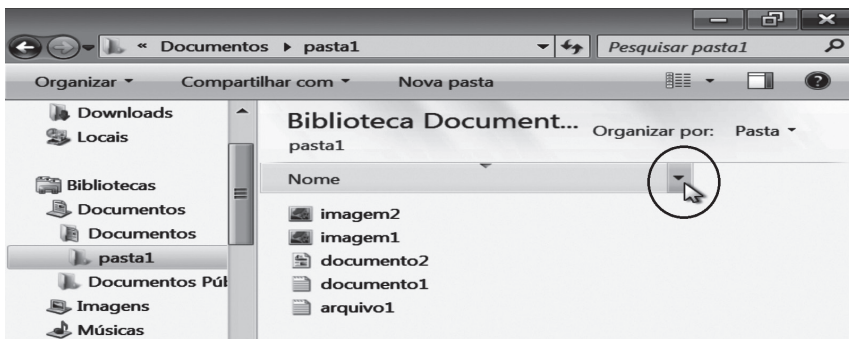 « Documentos ▸ pasta1 Pesquisar pasta1
Organizar Compartilhar com Nova pasta
Downloads
Locais
Bibliotecas
Documentos
Documentos
pasta1
Documentos Púb
Imagens
Músicas
Biblioteca Document...
pasta1
Organizar por: Pasta
Nome
imagem2
imagem1
documento2
documento1
arquivo1